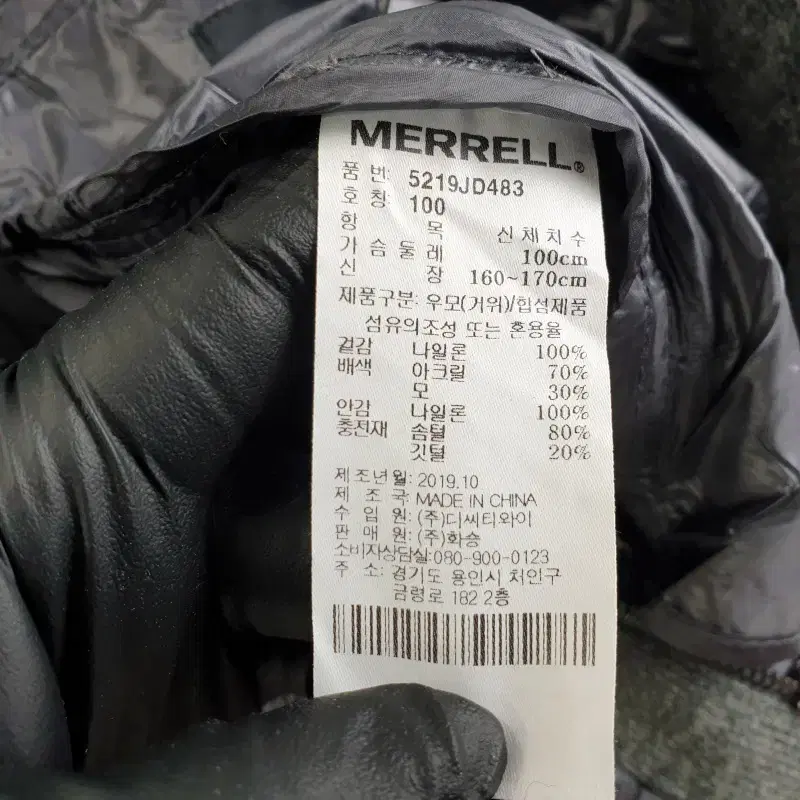 MERRELL®
품 번: 5219JD483
호 칭: 100
항 목 신체치수
가슴둘레 100cm
신 장 160~170cm
제품구분: 우모(거위)/합섬제품
섬유의조성 또는 혼용율
겉감 나일론 100%
배색 아크릴 70%
모 30%
안감 나일론 100%
충전재 솜털 80%
깃털 20%
제조년월: 2019.10
제 조 국: MADE IN CHINA
수 입 원: (주)디씨티와이
판 매 원: (주)화승
소비자상담실: 080-900-0123
주 소: 경기도 용인시 처인구
금령로 182 2층